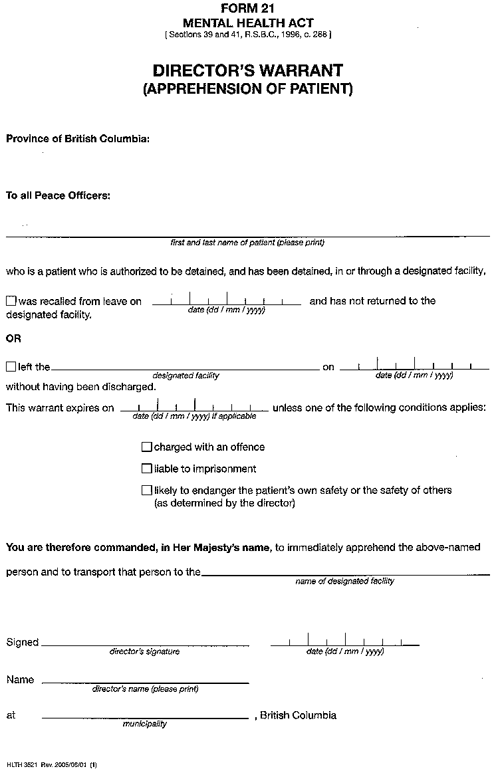 FORM 21
MENTAL HEALTH ACT
[ Sections 39 and 41, R.S.B.C., 1996, c. 288 ]
DIRECTOR'S WARRANT
(APPREHENSION OF PATIENT)
Province of British Columbia:
To all Peace Officers:
first and last name of patient (please print)
who is a patient who is authorized to be detained, and has been detained, in or through a designated facility,
was recalled from leave on and has not returned to the
date (dd / mm / yyyy)
designated facility.
OR
left the on
designated facility date (dd / mm / yyyy)
without having been discharged.
This warrant expires on unless one of the following conditions applies:
date (dd / mm / yyyy) if applicable
charged with an offence
liable to imprisonment
likely to endanger the patient's own safety or the safety of others
(as determined by the director)
You are therefore commanded, in Her Majesty's name, to immediately apprehend the above-named
person and to transport that person to the
name of designated facility
Signed
director's signature date (dd / mm / yyyy)
Name
director's name (please print)
at , British Columbia
municipality
HLTH 3521 Rev. 2005/06/01 (1)